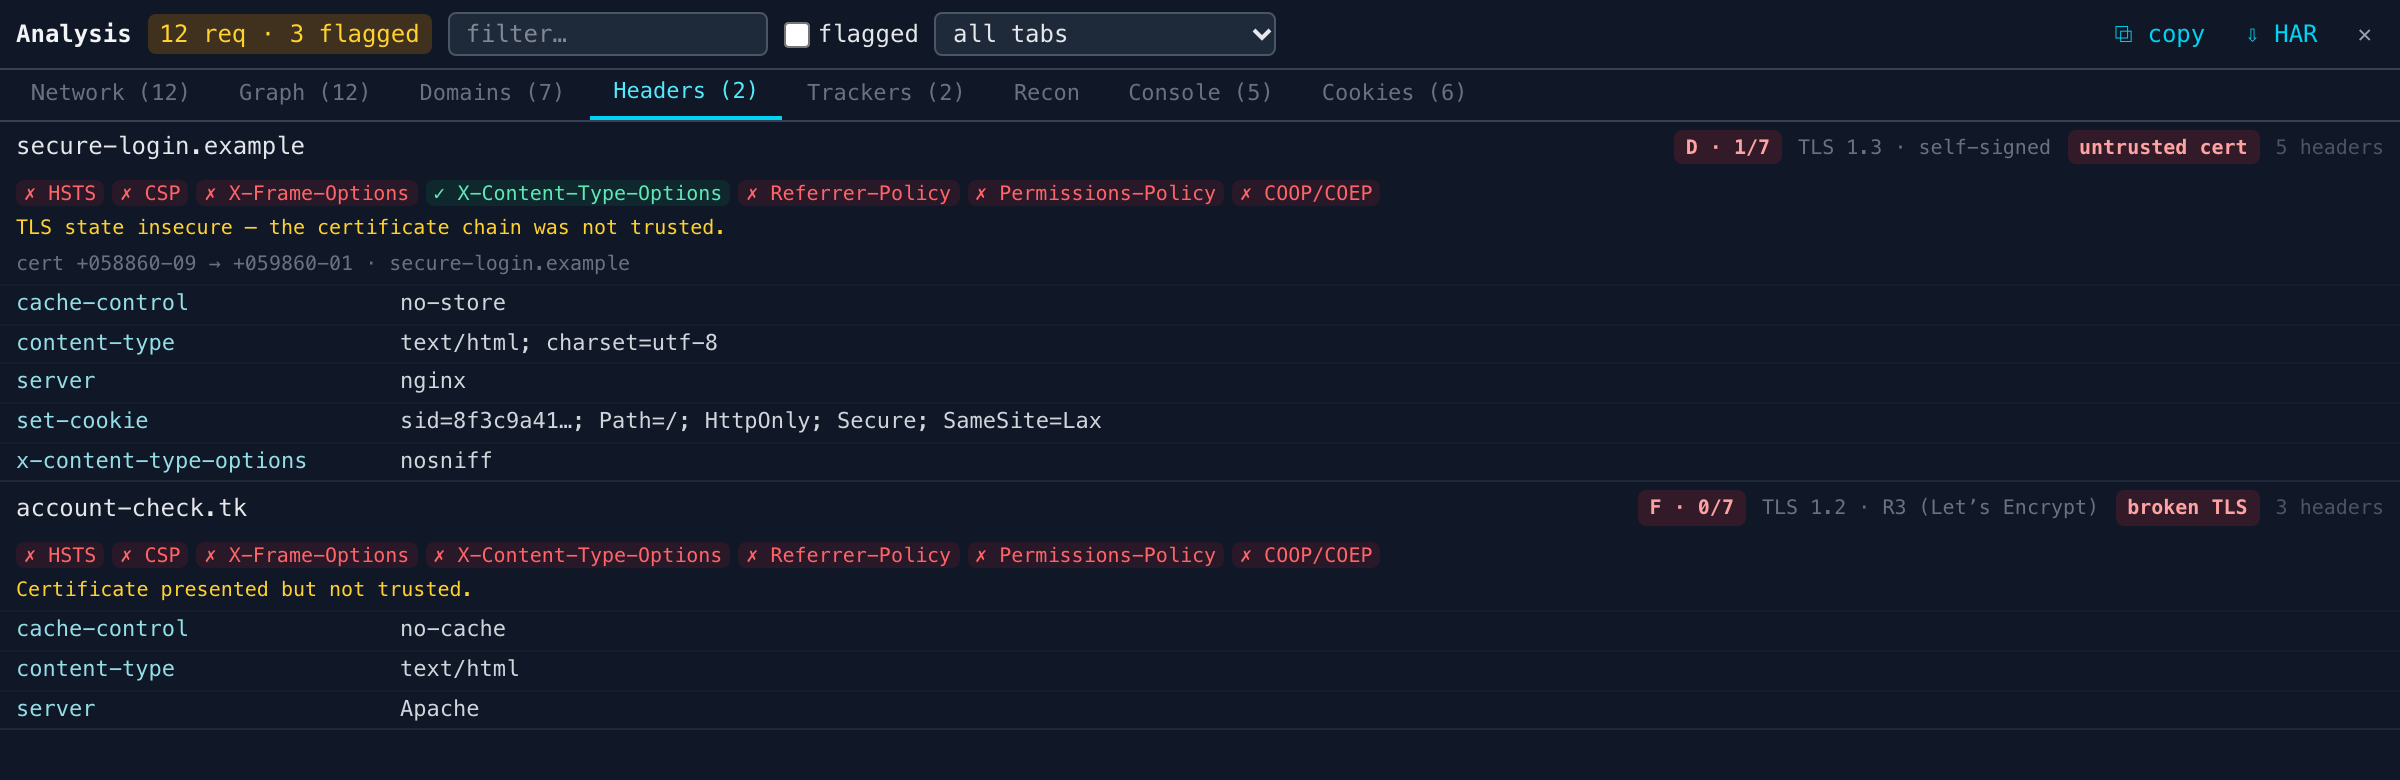 Analysis 12 req · 3 flagged filter… flagged all tabs ⧉ copy ⇩ HAR ✕
Network (12) Graph (12) Domains (7) Headers (2) Trackers (2) Recon Console (5) Cookies (6)
secure-login.example D · 1/7 TLS 1.3 · self-signed untrusted cert 5 headers
✗ HSTS ✗ CSP ✗ X-Frame-Options ✓ X-Content-Type-Options ✗ Referrer-Policy ✗ Permissions-Policy ✗ COOP/COEP
TLS state insecure — the certificate chain was not trusted.
cert +058860-09 → +059860-01 · secure-login.example
cache-control no-store
content-type text/html; charset=utf-8
server nginx
set-cookie sid=8f3c9a41…; Path=/; HttpOnly; Secure; SameSite=Lax
x-content-type-options nosniff
account-check.tk F · 0/7 TLS 1.2 · R3 (Let’s Encrypt) broken TLS 3 headers
✗ HSTS ✗ CSP ✗ X-Frame-Options ✗ X-Content-Type-Options ✗ Referrer-Policy ✗ Permissions-Policy ✗ COOP/COEP
Certificate presented but not trusted.
cache-control no-cache
content-type text/html
server Apache